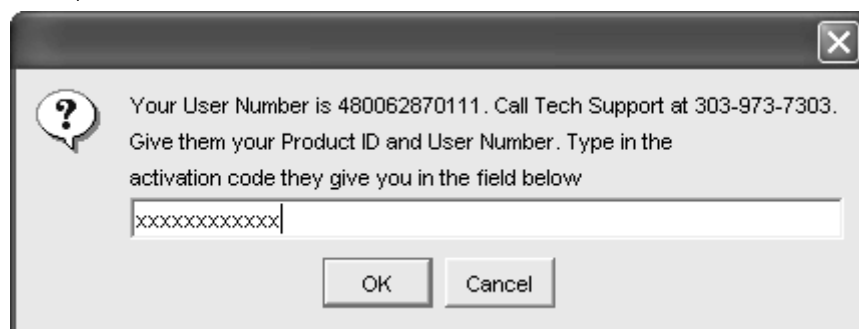 Your User Number is 480062870111. Call Tech Support at 303-973-7303.
Give them your Product ID and User Number. Type in the
activation code they give you in the field below
xxxxxxxxxxxx
OK Cancel